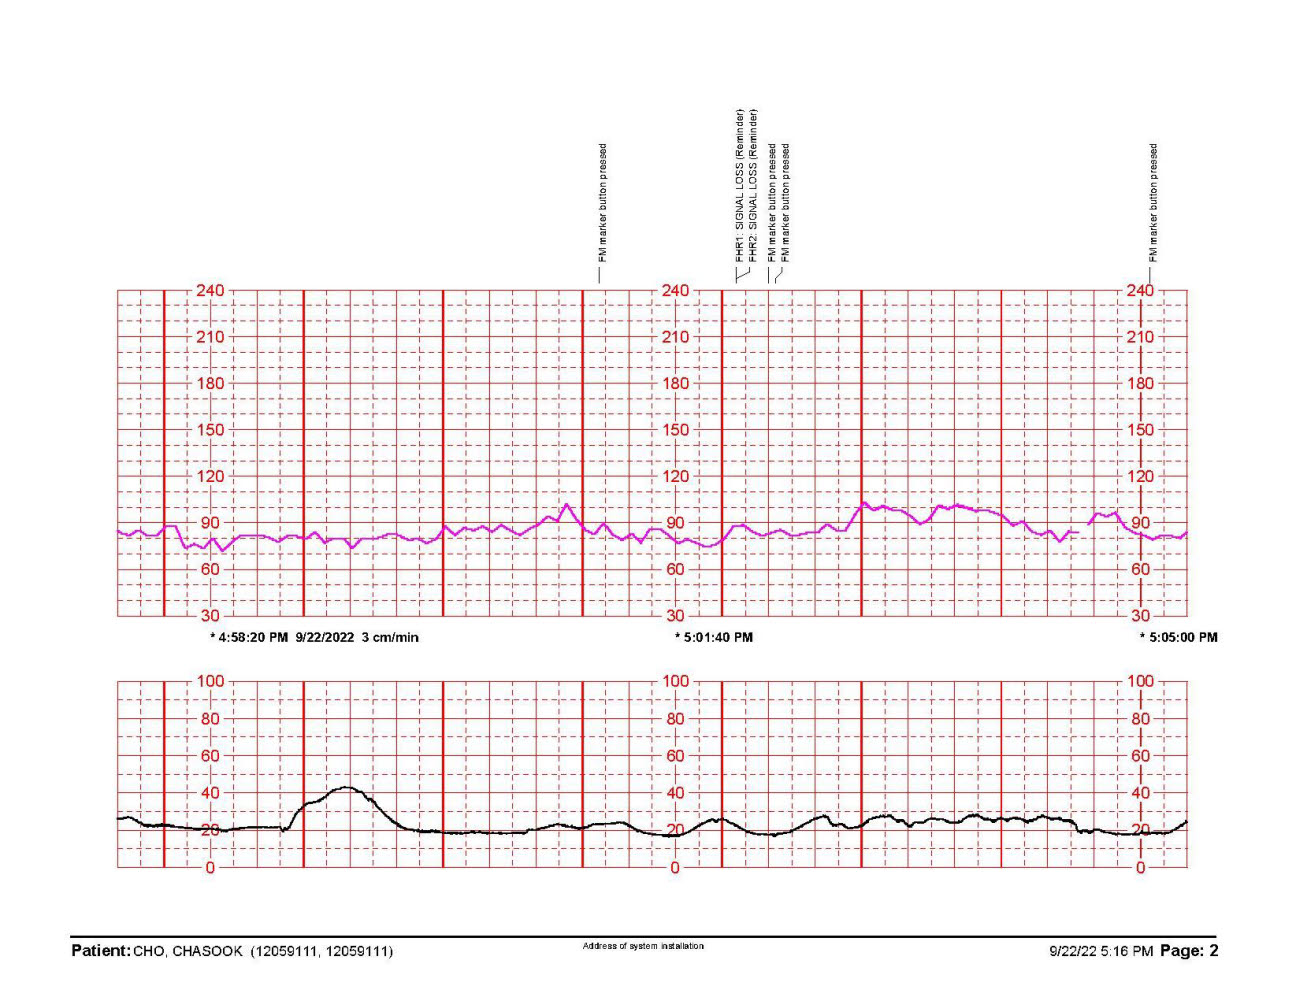 FM marker button pressed
FHR1: SIGNAL LOSS (Reminder)
FHR2: SIGNAL LOSS (Reminder)
FM marker button pressed
FM marker button pressed
FM marker button pressed
240 240 240
210 210 210
180 180 180
150 150 150
120 120 120
90 90 90
60 60 60
30 30 30
* 4:58:20 PM 9/22/2022 3 cm/min * 5:01:40 PM * 5:05:00 PM
100 100 100
80 80 80
60 60 60
40 40 40
20 20 20
0 0 0
Patient: CHO, CHASOOK (12059111, 12059111) Address of system installation 9/22/22 5:16 PM Page: 2